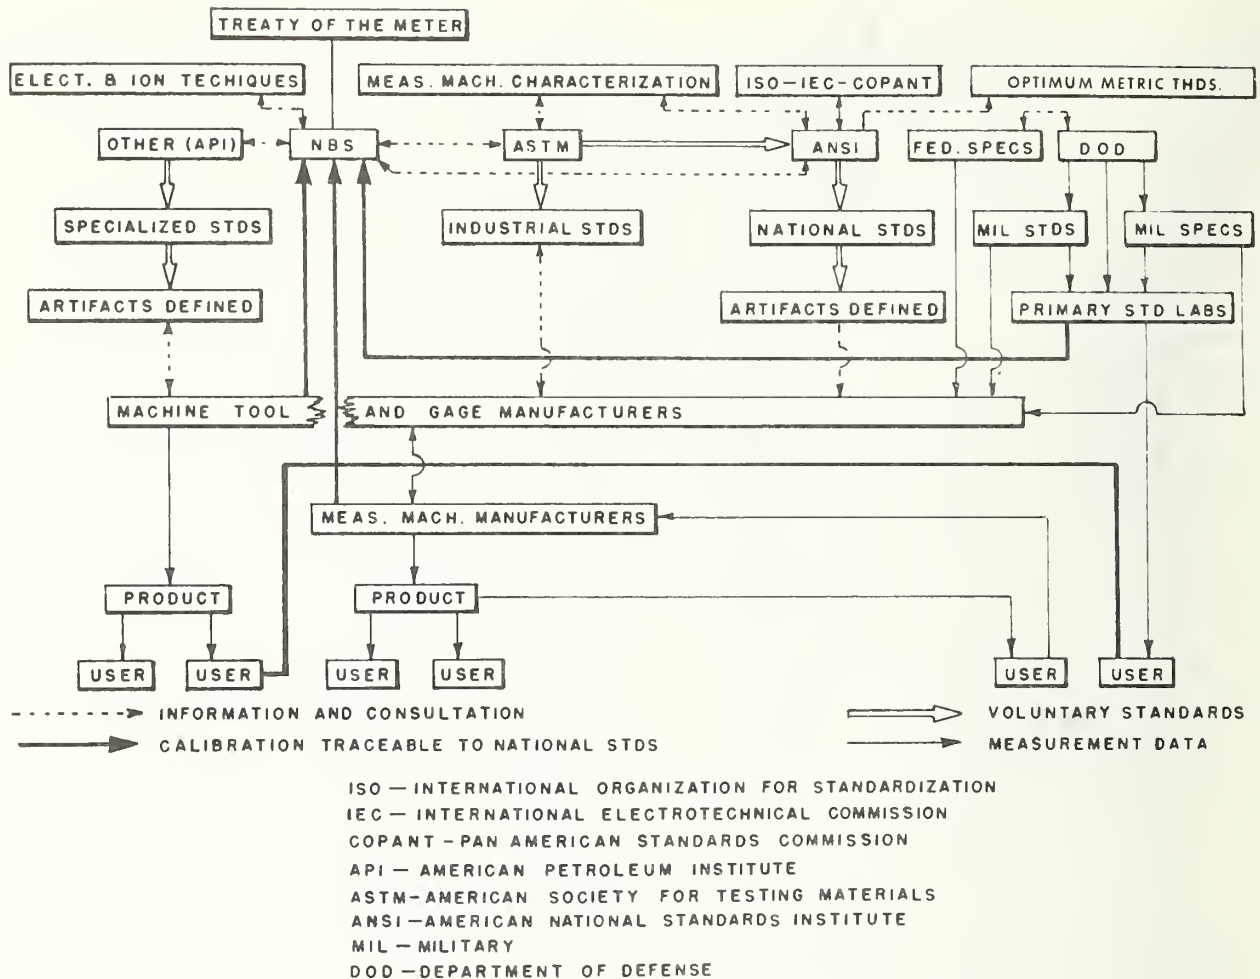 TREATY OF THE METER
ELECT. & ION TECHIQUES
MEAS. MACH. CHARACTERIZATION
ISO-IEC-COPANT
OPTIMUM METRIC THDS.
OTHER (API)
NBS
ASTM
ANSI
FED. SPECS
DOD
SPECIALIZED STDS
INDUSTRIAL STDS
NATIONAL STDS
MIL STDS
MIL SPECS
ARTIFACTS DEFINED
ARTIFACTS DEFINED
PRIMARY STD LABS
MACHINE TOOL AND GAGE MANUFACTURERS
MEAS. MACH. MANUFACTURERS
PRODUCT
PRODUCT
USER
USER
USER
USER
USER
USER
INFORMATION AND CONSULTATION
VOLUNTARY STANDARDS
CALIBRATION TRACEABLE TO NATIONAL STDS
MEASUREMENT DATA
ISO — INTERNATIONAL ORGANIZATION FOR STANDARDIZATION
IEC — INTERNATIONAL ELECTROTECHNICAL COMMISSION
COPANT - PAN AMERICAN STANDARDS COMMISSION
API — AMERICAN PETROLEUM INSTITUTE
ASTM-AMERICAN SOCIETY FOR TESTING MATERIALS
ANSI-AMERICAN NATIONAL STANDARDS INSTITUTE
MIL — MILITARY
DOD — DEPARTMENT OF DEFENSE